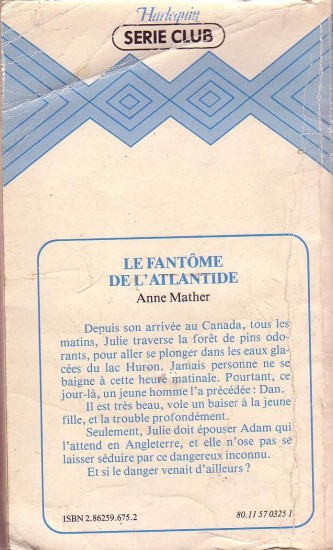 Harlequin
SERIE CLUB
LE FANTÔME
DE L'ATLANTIDE
Anne Mather
Depuis son arrivée au Canada, tous les
matins, Julie traverse la forêt de pins odo-
rants, pour aller se plonger dans les eaux gla-
cées du lac Huron. Jamais personne ne se
baigne à cette heure matinale. Pourtant, ce
jour-là, un jeune homme l'a précédée : Dan.
Il est très beau, vole un baiser à la jeune
fille, et la trouble profondément.
Seulement, Julie doit épouser Adam qui
l'attend en Angleterre, et elle n'ose pas se
laisser séduire par ce dangereux inconnu.
Et si le danger venait d'ailleurs ?
ISBN 2.86259.675.2 80.11 57 0325 1